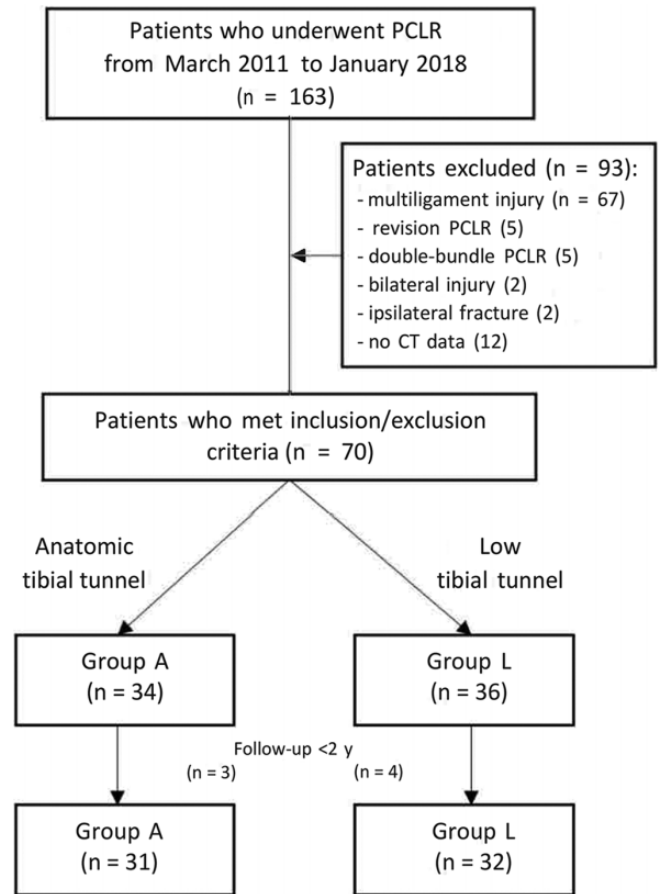 Patients who underwent PCLR
from March 2011 to January 2018
(n = 163)
Patients excluded (n = 93):
- multiligament injury (n = 67)
- revision PCLR (5)
- double-bundle PCLR (5)
- bilateral injury (2)
- ipsilateral fracture (2)
- no CT data (12)
Patients who met inclusion/exclusion
criteria (n = 70)
Anatomic
tibial tunnel
Low
tibial tunnel
Group A
(n = 34)
Group L
(n = 36)
Follow-up <2 y
(n = 3)
(n = 4)
Group A
(n = 31)
Group L
(n = 32)